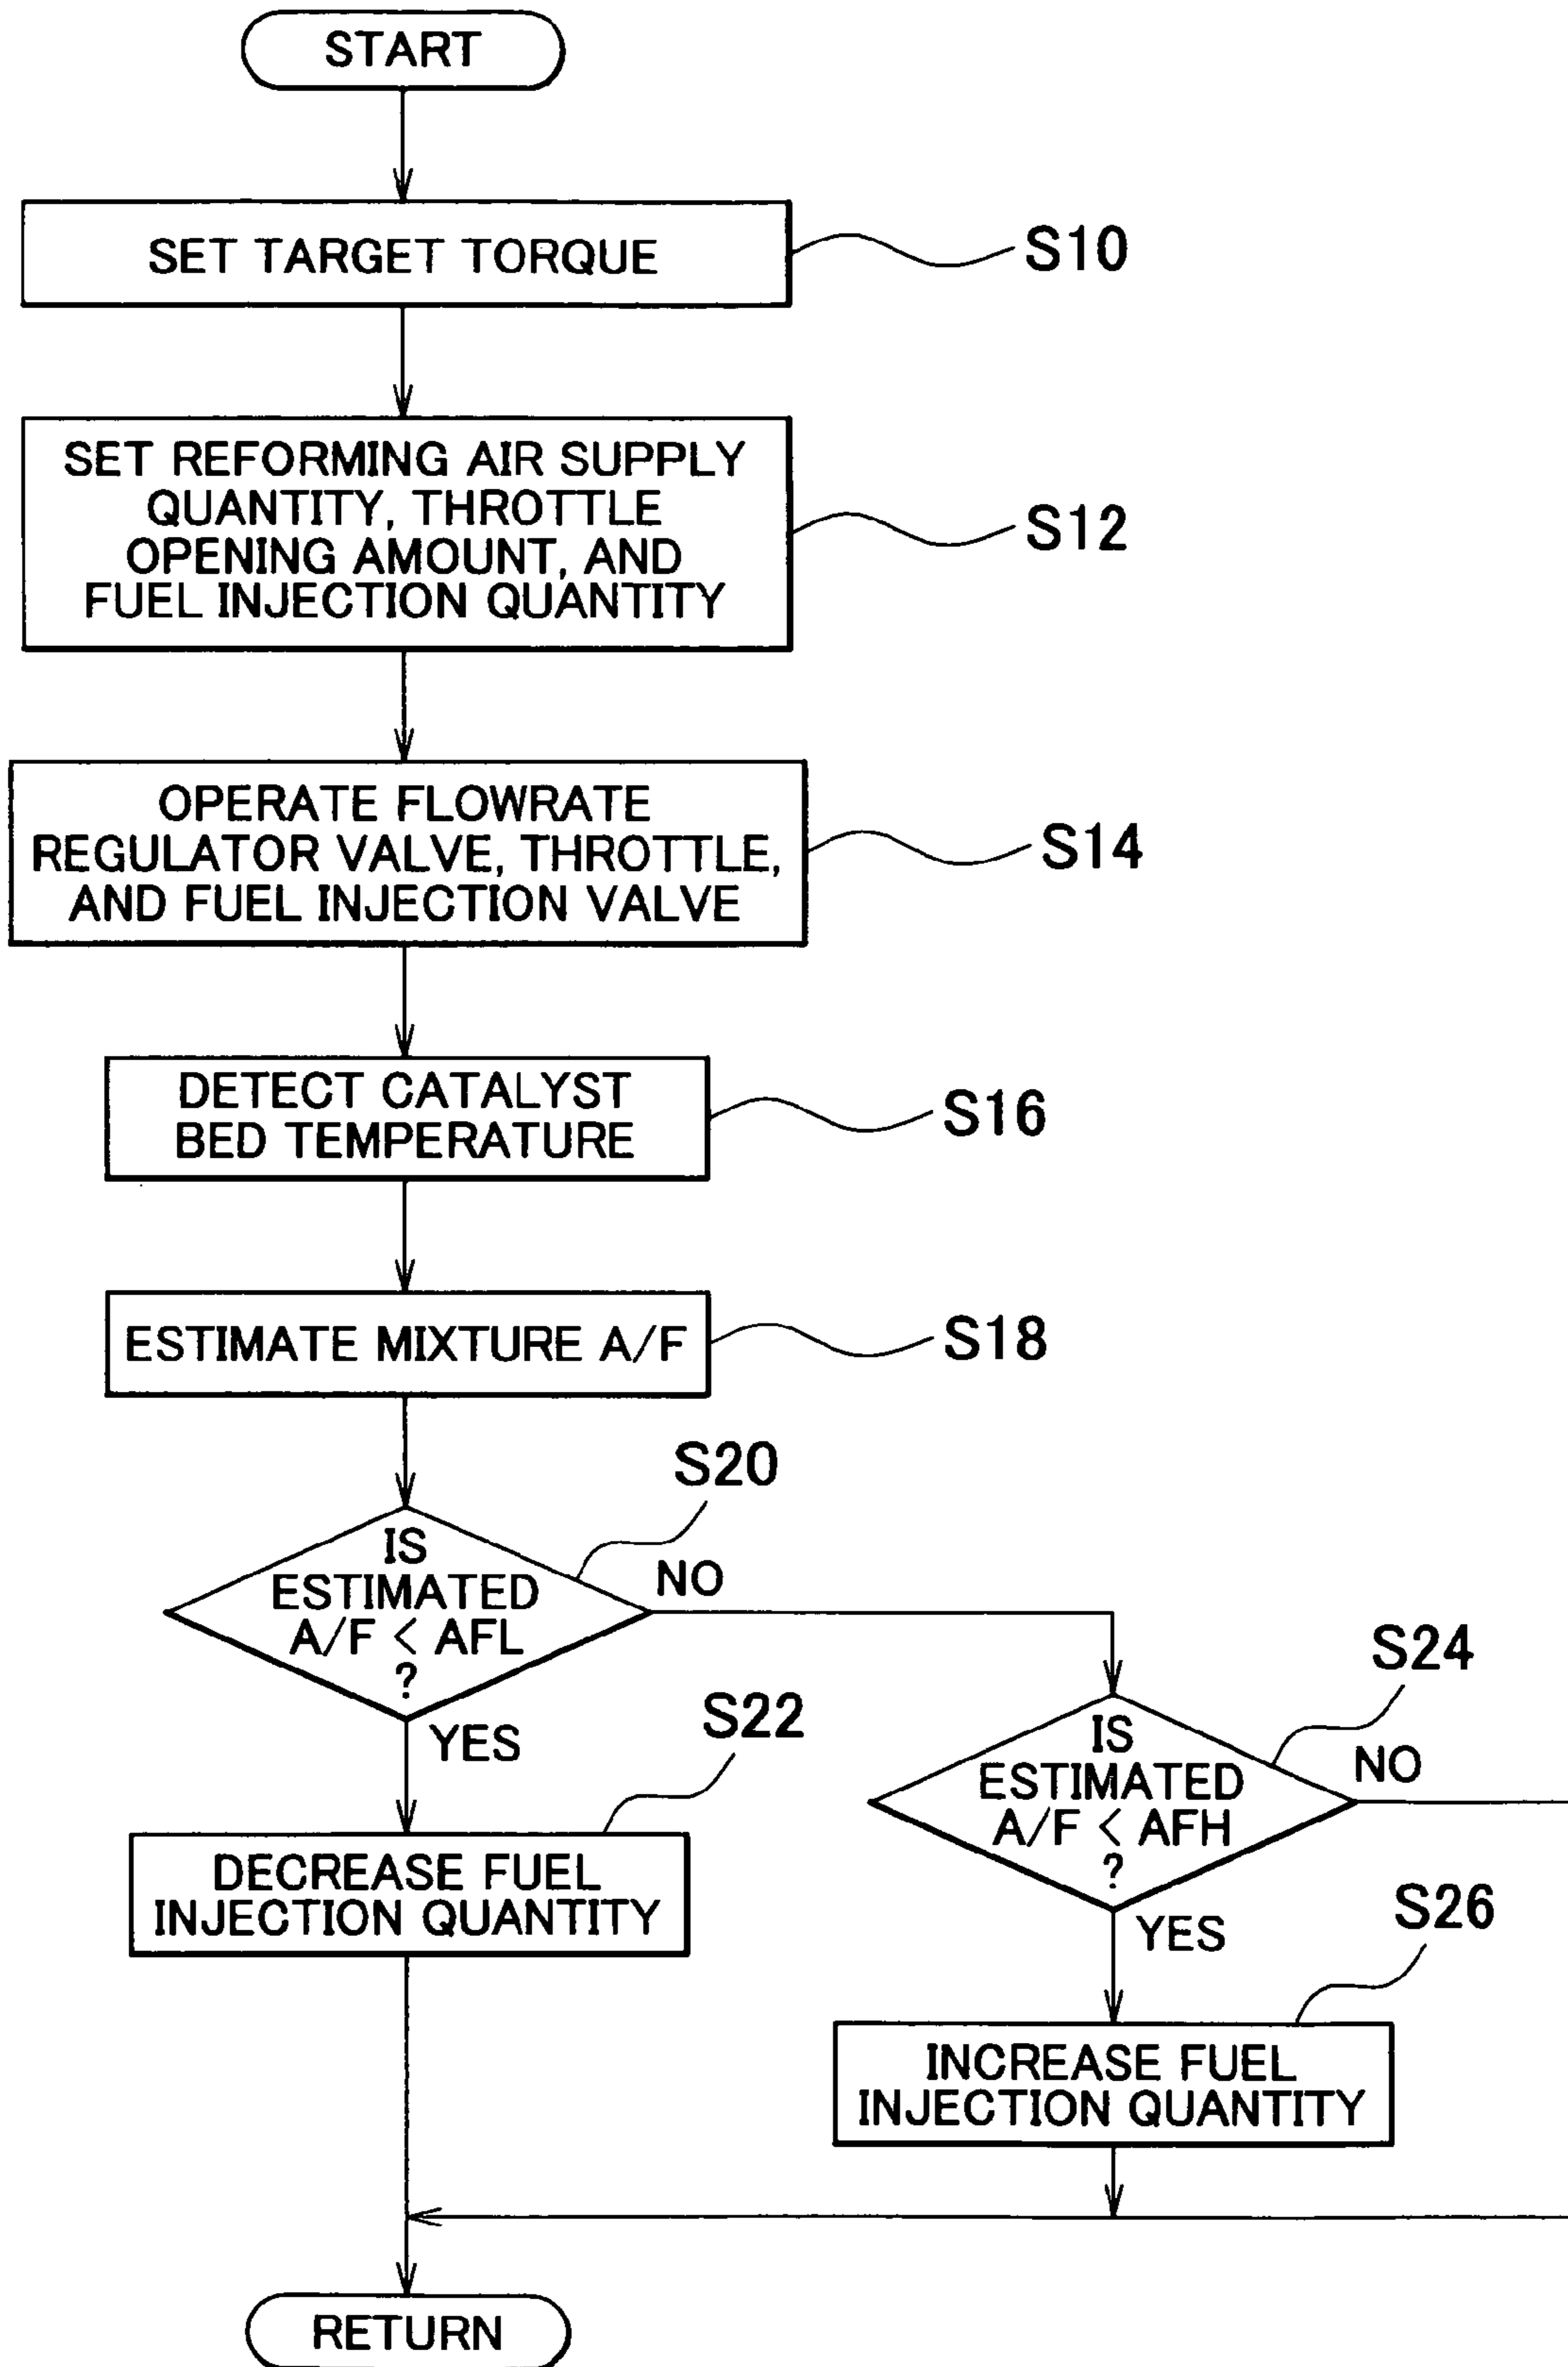 START
SET TARGET TORQUE
S10
SET REFORMING AIR SUPPLY
QUANTITY, THROTTLE
OPENING AMOUNT, AND
FUEL INJECTION QUANTITY
S12
OPERATE FLOWRATE
REGULATOR VALVE, THROTTLE,
AND FUEL INJECTION VALVE
S14
DETECT CATALYST
BED TEMPERATURE
S16
ESTIMATE MIXTURE A/F
S18
S20
IS
ESTIMATED
A/F < AFL
?
NO
YES
S22
DECREASE FUEL
INJECTION QUANTITY
S24
IS
ESTIMATED
A/F < AFH
?
NO
YES
S26
INCREASE FUEL
INJECTION QUANTITY
RETURN